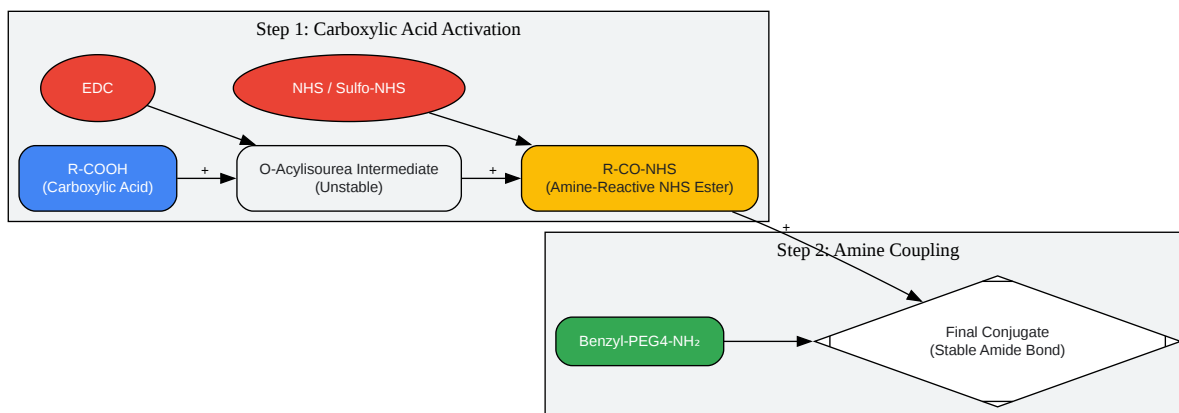 Step 1: Carboxylic Acid Activation
EDC
NHS / Sulfo-NHS
R-COOH
(Carboxylic Acid)
+
O-Acylisourea Intermediate
(Unstable)
+
R-CO-NHS
(Amine-Reactive NHS Ester)
+
Step 2: Amine Coupling
Benzyl-PEG4-NH₂
Final Conjugate
(Stable Amide Bond)